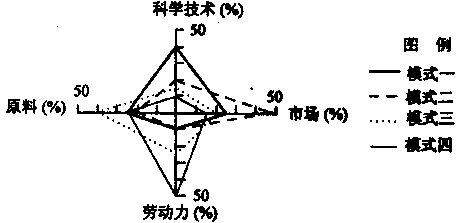 科学技术 (%)
50
图 例
50
50
模式一
原料 (%)
市场 (%)
模式二
模式三
模式四
50
劳动力 (%)